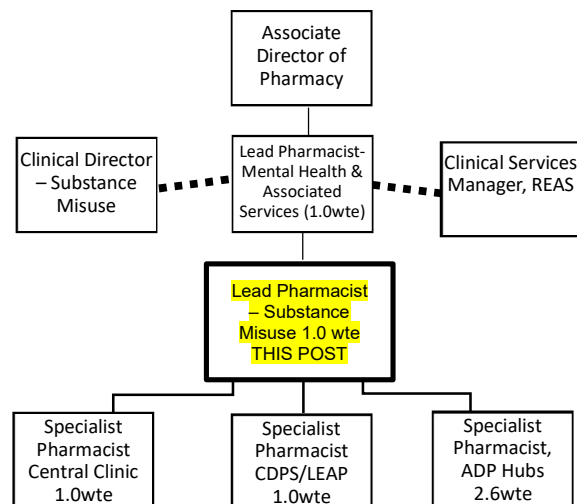 Associate
Director of
Pharmacy
Clinical Director
– Substance
Misuse
Lead Pharmacist-
Mental Health &
Associated
Services (1.0wte)
Clinical Services
Manager, REAS
Lead Pharmacist
– Substance
Misuse 1.0 wte
THIS POST
Specialist
Pharmacist
Central Clinic
1.0wte
Specialist
Pharmacist
CDPS/LEAP
1.0wte
Specialist
Pharmacist,
ADP Hubs
2.6wte